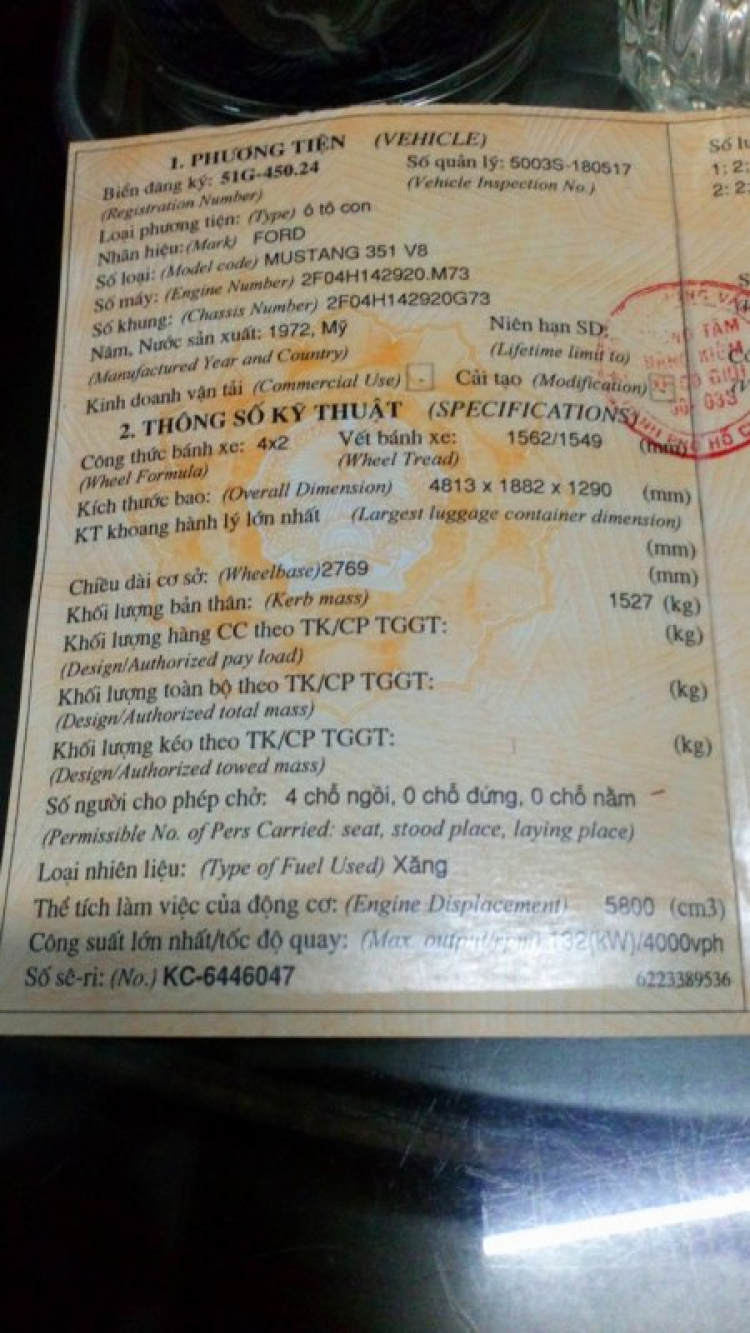 1. PHƯƠNG TIỆN (VEHICLE)
Biển đăng ký: 51G-450.24 Số quản lý: 5003S-180517
(Registration Number) (Vehicle Inspection No.)
Loại phương tiện: (Type) ô tô con
Nhãn hiệu: (Mark) FORD
Số loại: (Model code) MUSTANG 351 V8
Số máy: (Engine Number) 2F04H142920.M73
Số khung: (Chassis Number) 2F04H142920G73
Năm, Nước sản xuất: 1972, Mỹ Niên hạn SD:
(Manufactured Year and Country) (Lifetime limit to)
Kinh doanh vận tải (Commercial Use) - Cải tạo (Modification)
2. THÔNG SỐ KỸ THUẬT (SPECIFICATIONS)
Công thức bánh xe: 4x2 Vết bánh xe: 1562/1549 (mm)
(Wheel Formula) (Wheel Tread)
Kích thước bao: (Overall Dimension) 4813 x 1882 x 1290 (mm)
KT khoang hành lý lớn nhất (Largest luggage container dimension)
(mm)
Chiều dài cơ sở: (Wheelbase)2769 (mm)
Khối lượng bản thân: (Kerb mass) 1527 (kg)
Khối lượng hàng CC theo TK/CP TGGT: (kg)
(Design/Authorized pay load)
Khối lượng toàn bộ theo TK/CP TGGT: (kg)
(Design/Authorized total mass)
Khối lượng kéo theo TK/CP TGGT: (kg)
(Design/Authorized towed mass)
Số người cho phép chở: 4 chỗ ngồi, 0 chỗ đứng, 0 chỗ nằm
(Permissible No. of Pers Carried: seat, stood place, laying place)
Loại nhiên liệu: (Type of Fuel Used) Xăng
Thể tích làm việc của động cơ: (Engine Displacement) 5800 (cm3)
Công suất lớn nhất/tốc độ quay: (Max. output/rpm) 132(kW)/4000vph
Số sê-ri: (No.) KC-6446047 6223389536
Số
1: 2:
2: 2: